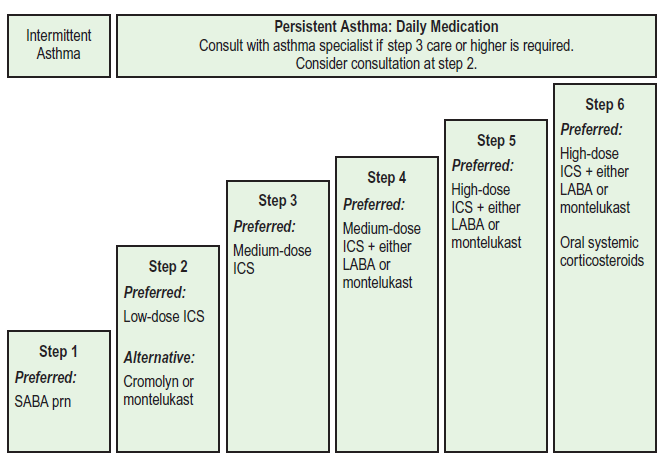 Intermittent
Asthma
Persistent Asthma: Daily Medication
Consult with asthma specialist if step 3 care or higher is required.
Consider consultation at step 2.
Step 1
Preferred:
SABA prn
Step 2
Preferred:
Low-dose ICS
Alternative:
Cromolyn or
montelukast
Step 3
Preferred:
Medium-dose
ICS
Step 4
Preferred:
Medium-dose
ICS + either
LABA or
montelukast
Step 5
Preferred:
High-dose
ICS + either
LABA or
montelukast
Step 6
Preferred:
High-dose
ICS + either
LABA or
montelukast
Oral systemic
corticosteroids